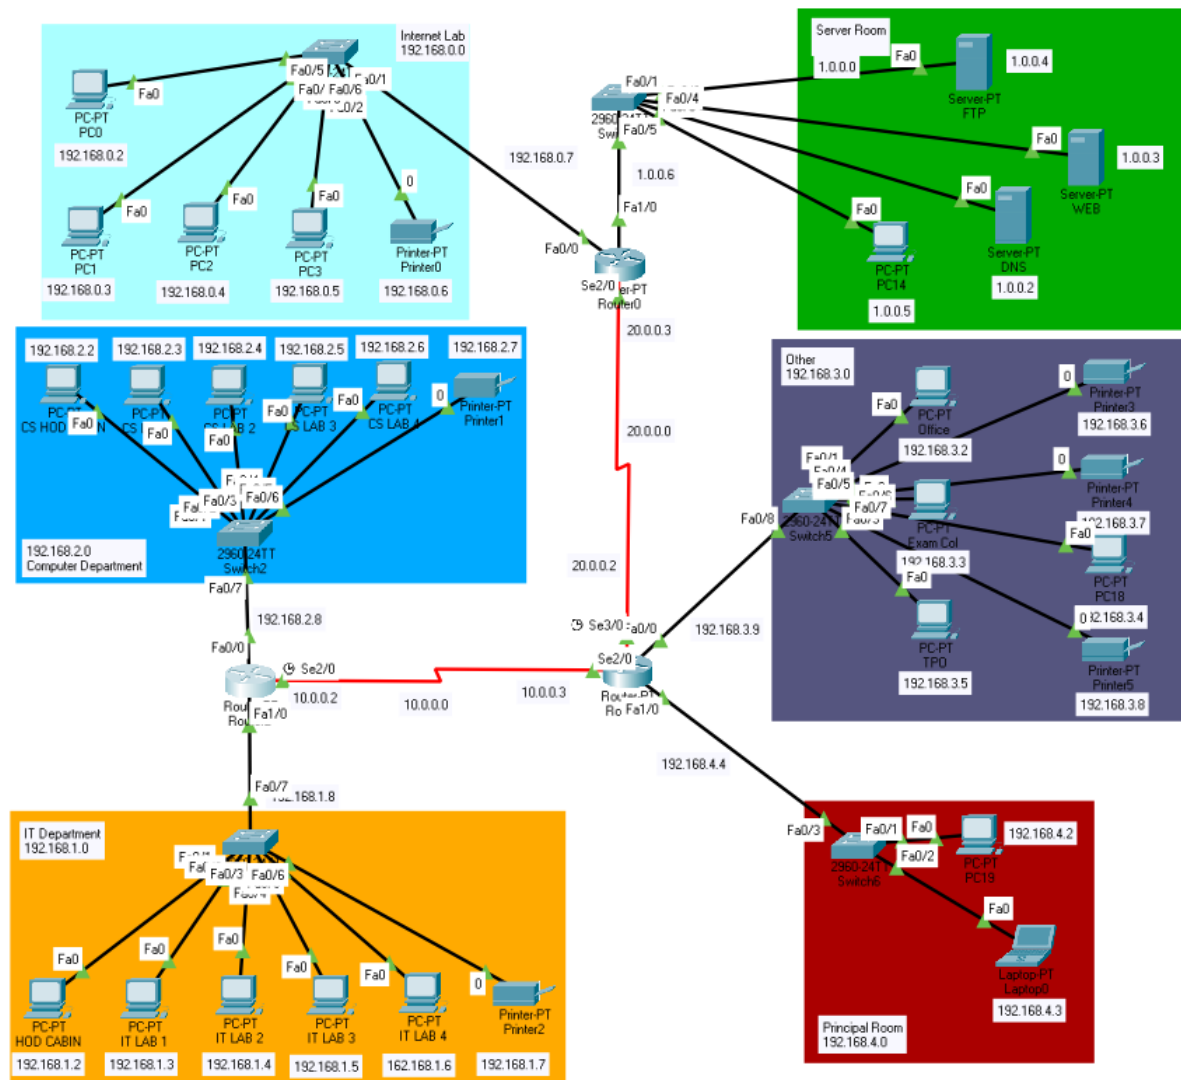 Internet Lab
192.168.0.0
Fa0/5
Fa0/1
Fa0/6
Fa0/2
Fa0
PC-PT
PC0
192.168.0.2
Fa0
PC-PT
PC1
192.168.0.3
Fa0
PC-PT
PC2
192.168.0.4
Fa0
PC-PT
PC3
192.168.0.5
0
Printer-PT
Printer0
192.168.0.6
192.168.0.7
Fa0/0
Server Room
1.0.0.0
Fa0/1
Fa0/4
Fa0/5
1.0.0.6
Fa1/0
Fa0
1.0.0.4
Server-PT
FTP
Fa0
1.0.0.3
Server-PT
WEB
Fa0
Server-PT
DNS
1.0.0.2
Fa0
PC-PT
PC14
1.0.0.5
Se2/0
Router0
20.0.0.3
20.0.0.0
20.0.0.2
192.168.2.2
192.168.2.3
192.168.2.4
192.168.2.5
192.168.2.6
192.168.2.7
Fa0
Fa0
Fa0
Fa0
Fa0
0
PC-PT
CS LAB 4
Printer-PT
Printer1
Fa0/3
Fa0/6
192.168.2.0
Computer Department
2960-24TT
Switch2
Fa0/7
192.168.2.8
Fa0/0
Se2/0
10.0.0.2
10.0.0.0
10.0.0.3
Fa1/0
Other
192.168.3.0
Fa0
PC-PT
Office
192.168.3.2
0
Printer-PT
Printer3
192.168.3.6
Fa0/1
Fa0/4
Fa0/5
Fa0/6
Fa0/7
Fa0/8
2960-24TT
Switch5
PC-PT
Exam Col
192.168.3.3
0
Printer-PT
Printer4
192.168.3.7
Fa0
PC-PT
PC18
Fa0
PC-PT
TPO
192.168.3.5
0
Printer-PT
Printer5
192.168.3.8
192.168.3.9
Se3/0
Se2/0
Fa1/0
192.168.4.4
Fa0/7
IT Department
192.168.1.0
Fa0/3
Fa0/6
Fa0
Fa0
Fa0
Fa0
Fa0
0
PC-PT
HOD CABIN
192.168.1.2
PC-PT
IT LAB 1
192.168.1.3
PC-PT
IT LAB 2
192.168.1.4
PC-PT
IT LAB 3
192.168.1.5
PC-PT
IT LAB 4
162.168.1.6
Printer-PT
Printer2
192.168.1.7
Fa0/3
Fa0/1
Fa0
Fa0/2
2960-24TT
Switch6
PC-PT
PC19
192.168.4.2
Fa0
Laptop-PT
Laptop0
192.168.4.3
Principal Room
192.168.4.0